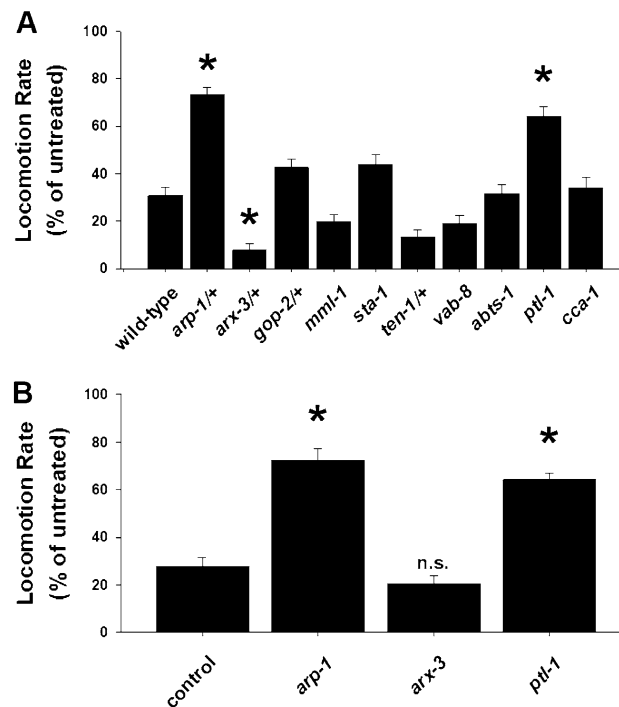 A
Locomotion Rate
(% of untreated)
100
80
60
40
20
0
*
*
*
wild-type
arp-1/+
arx-3/+
gop-2/+
mml-1
sta-1
ten-1/+
vab-8
abts-1
ptl-1
cca-1
B
Locomotion Rate
(% of untreated)
100
80
60
40
20
0
*
n.s.
*
control
arp-1
arx-3
ptl-1